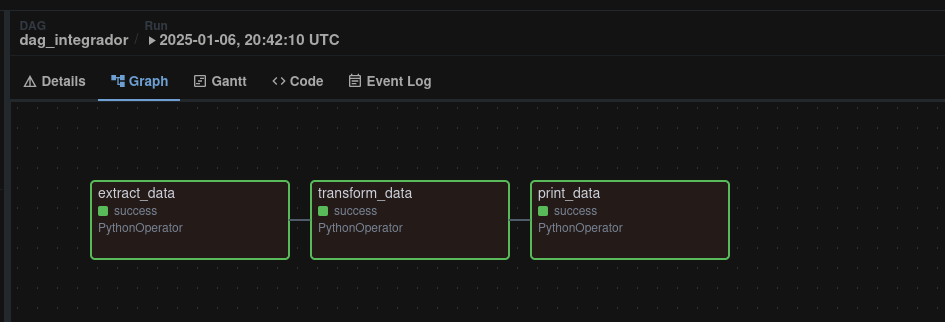 DAG
dag_integrador
/
Run
2025-01-06, 20:42:10 UTC
Details
Graph
Gantt
Code
Event Log
extract_data
success
PythonOperator
transform_data
success
PythonOperator
print_data
success
PythonOperator